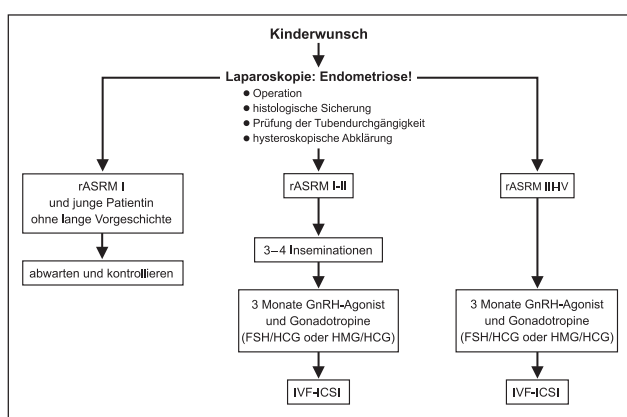 Kinderwunsch
Laparoskopie: Endometriose!
● Operation
● histologische Sicherung
● Prüfung der Tubendurchgängigkeit
● hysteroskopische Abklärung
rASRM I
und junge Patientin
ohne lange Vorgeschichte
abwarten und kontrollieren
rASRM I-II
3–4 Inseminationen
3 Monate GnRH-Agonist
und Gonadotropine
(FSH/HCG oder HMG/HCG)
IVF-ICSI
rASRM III-IV
3 Monate GnRH-Agonist
und Gonadotropine
(FSH/HCG oder HMG/HCG)
IVF-ICSI